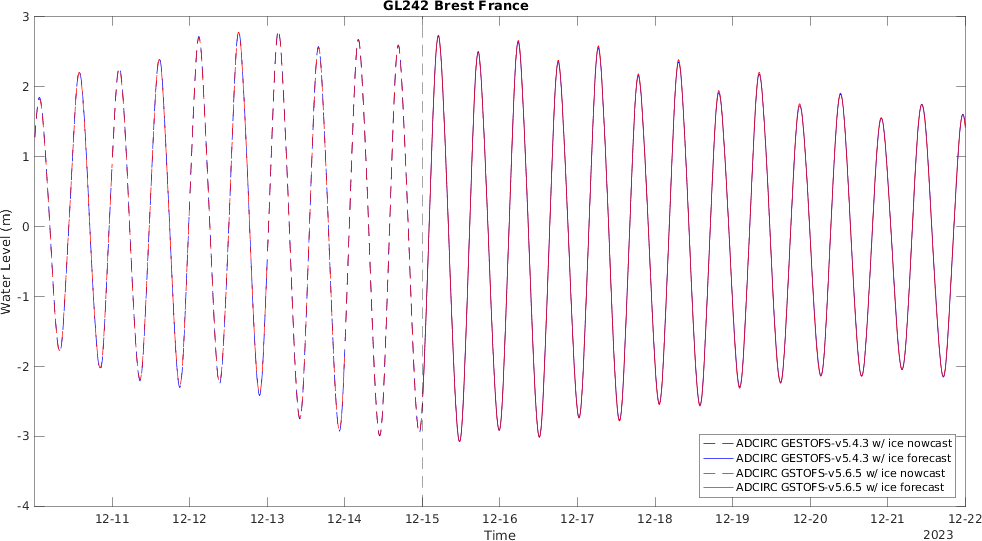 GL242 Brest France
3
2
1
0
-1
-2
-3
-4
Water Level (m)
ADCIRC GESTOFS-v5.4.3 w/ ice nowcast
ADCIRC GESTOFS-v5.4.3 w/ ice forecast
ADCIRC GSTOFS-v5.6.5 w/ ice nowcast
ADCIRC GSTOFS-v5.6.5 w/ ice forecast
12-11 12-12 12-13 12-14 12-15 12-16 12-17 12-18 12-19 12-20 12-21 12-22
Time 2023